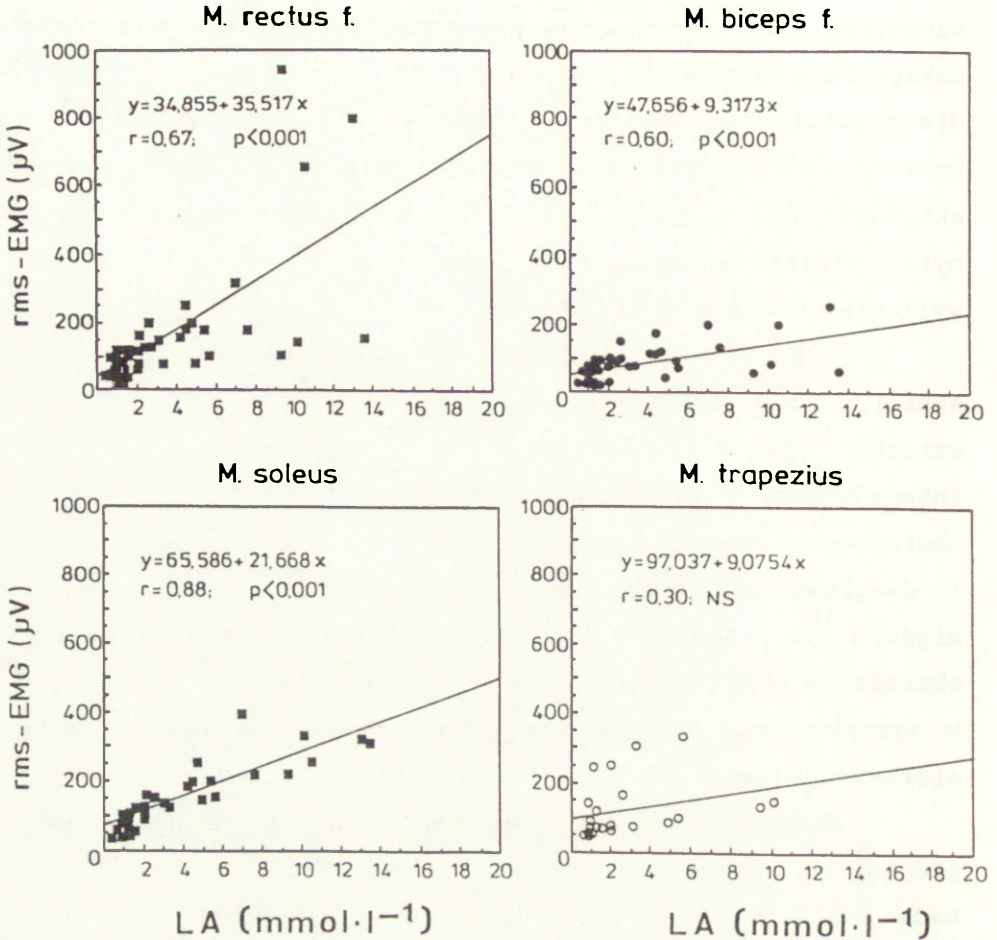 M. rectus f.
M. biceps f.
rms-EMG (µV)
1000
800
600
400
200
0
y=34,855+35,517x
r=0,67; p<0,001
2 4 6 8 10 12 14 16 18 20
1000
800
600
400
200
0
y=47,656+9,3173x
r=0,60; p<0,001
2 4 6 8 10 12 14 16 18 20
M. soleus
M. trapezius
rms-EMG (µV)
1000
800
600
400
200
0
y=65,586+21,668x
r=0,88; p<0,001
2 4 6 8 10 12 14 16 18 20
LA (mmol·l⁻¹)
1000
800
600
400
200
0
y=97,037+9,0754x
r=0,30; NS
2 4 6 8 10 12 14 16 18 20
LA (mmol·l⁻¹)